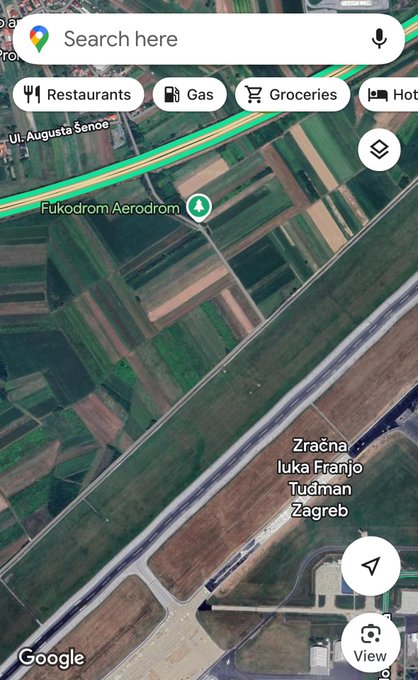 Search here
Restaurants
Gas
Groceries
Hot
Ul. Augusta Šenoe
Fukodrom Aerodrom
Zračna
luka Franjo
Tuđman
Zagreb
View
Google